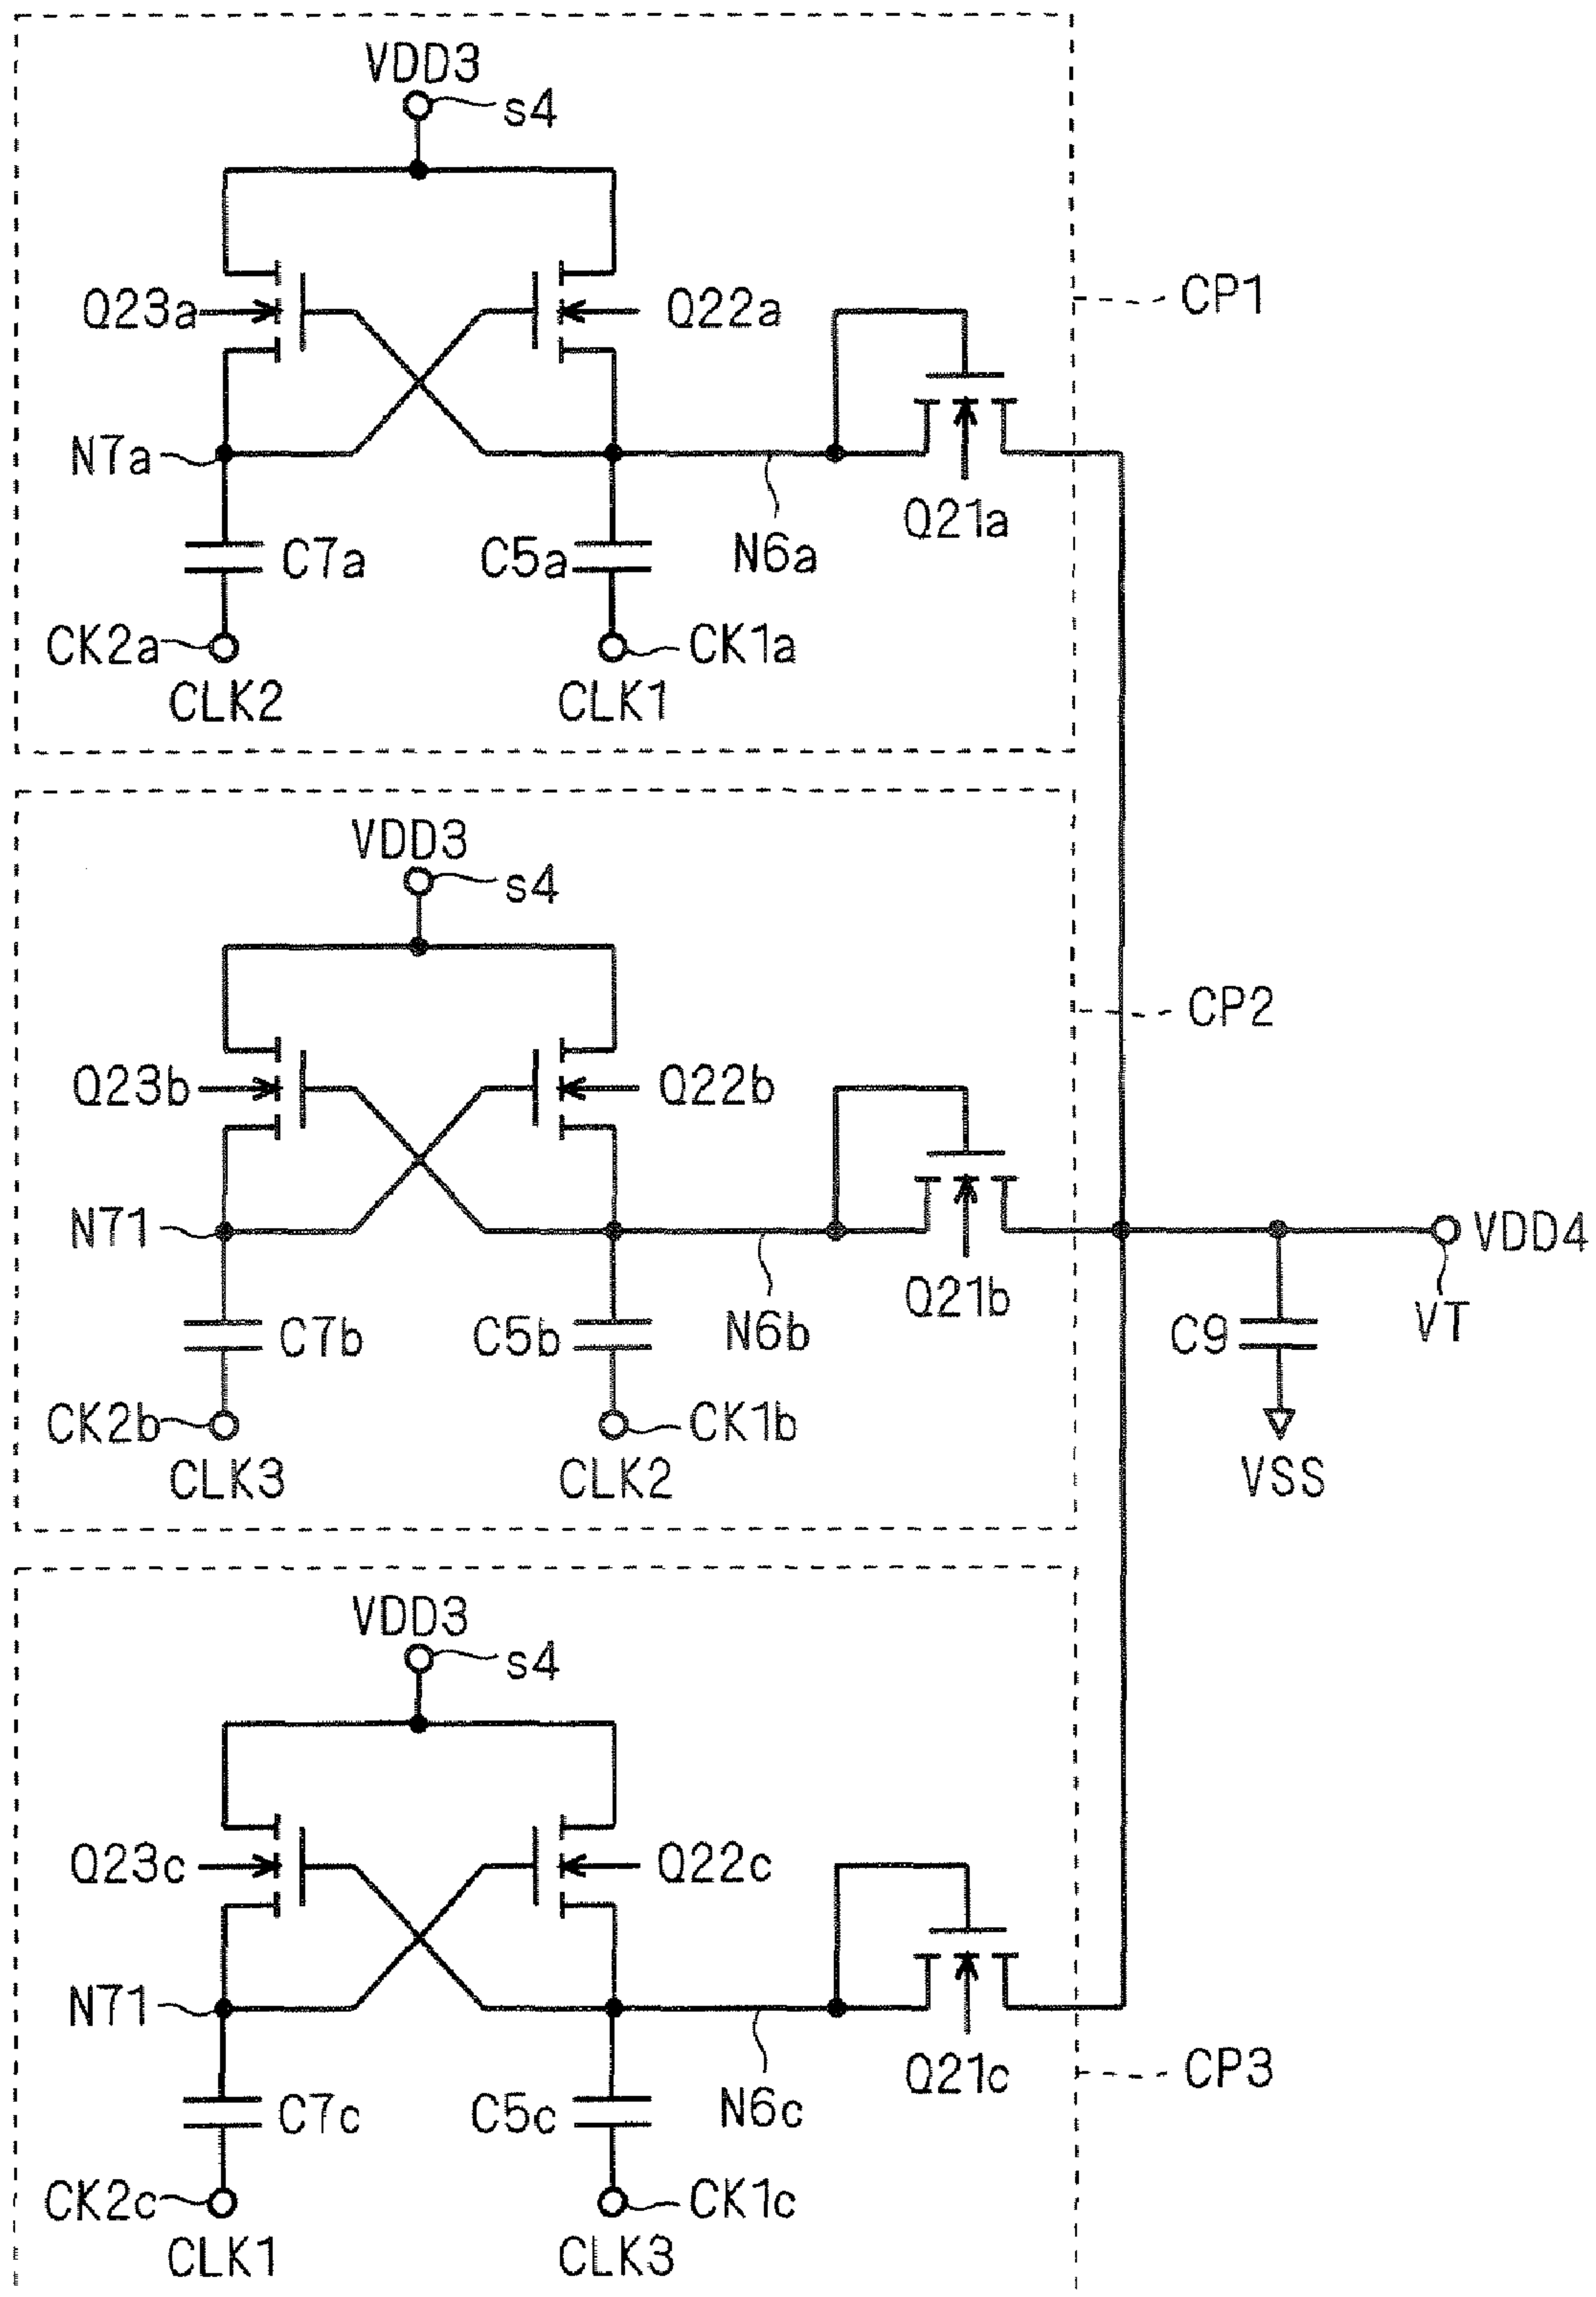 VDD3
s4
Q23a
Q22a
CP1
N7a
Q21a
C7a
C5a
N6a
CK2a
CK1a
CLK2
CLK1
VDD3
s4
CP2
Q23b
Q22b
N71
Q21b
VDD4
C7b
C5b
N6b
C9
VT
CK2b
CK1b
CLK3
CLK2
VSS
VDD3
s4
Q23c
Q22c
N71
Q21c
CP3
C7c
C5c
N6c
CK2c
CK1c
CLK1
CLK3